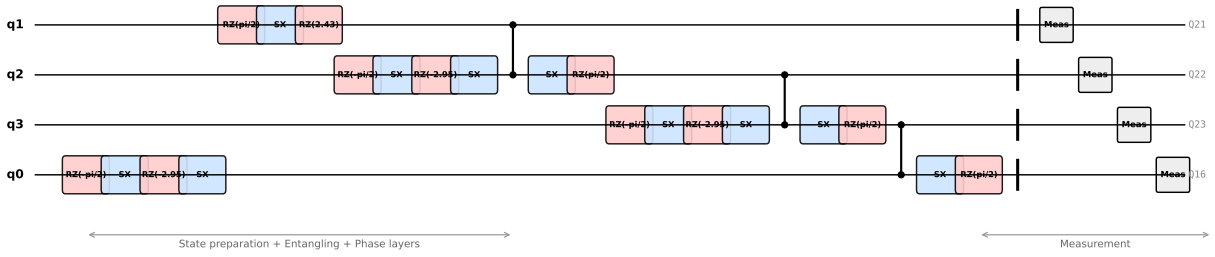 q1 RZ(pi/2) SX RZ(2.43) Meas Q21
q2 RZ(-pi/2) SX RZ(-2.95) SX SX RZ(pi/2) Meas Q22
q3 RZ(-pi/2) SX RZ(-2.95) SX SX RZ(pi/2) Meas Q23
q0 RZ(-pi/2) SX RZ(-2.95) SX SX RZ(pi/2) Meas Q16
State preparation + Entangling + Phase layers Measurement